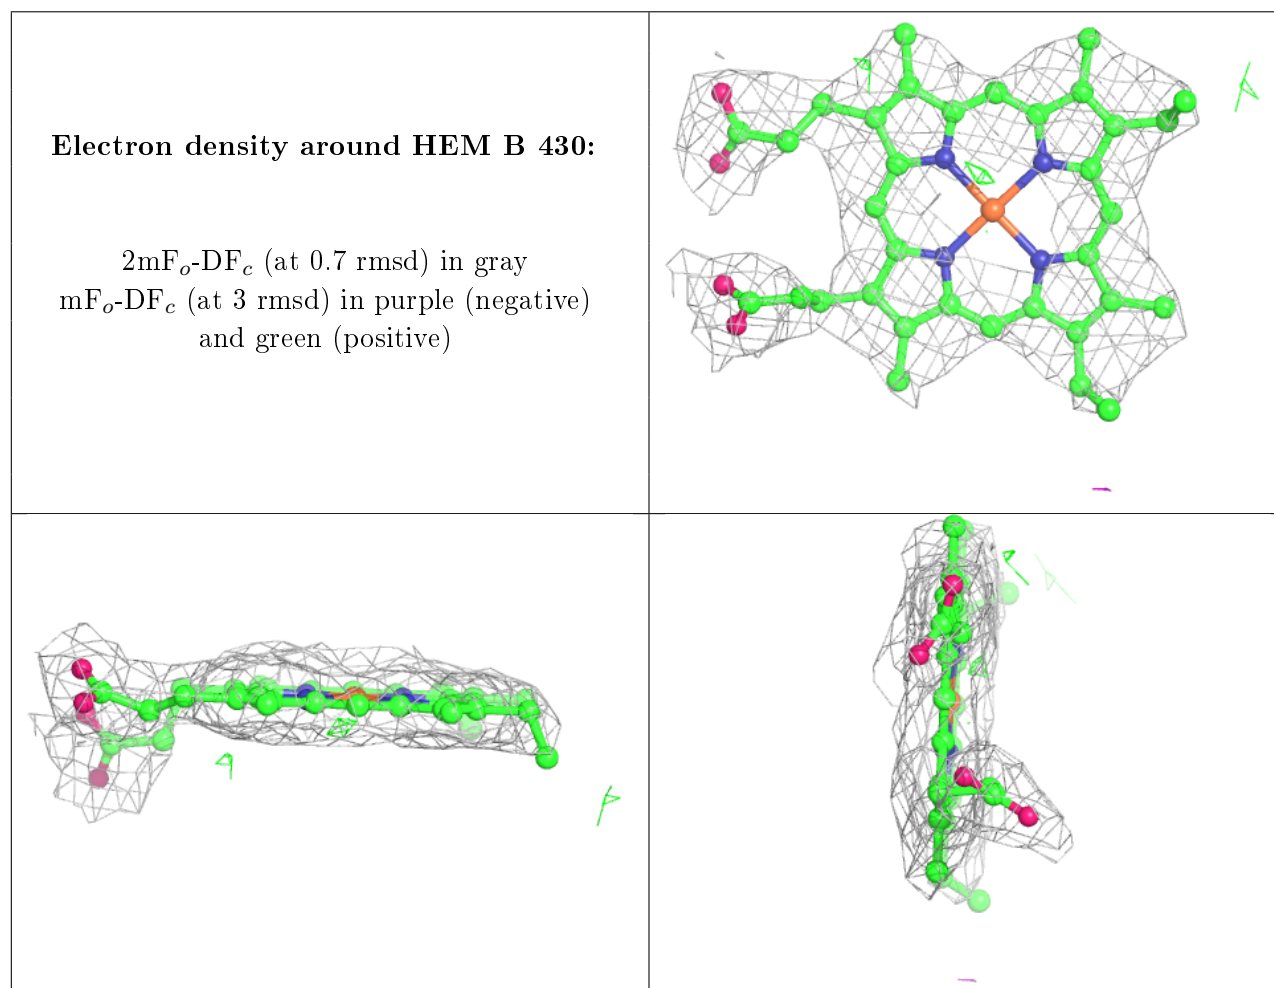 Electron density around HEM B 430:
2mFo-DFc (at 0.7 rmsd) in gray
mFo-DFc (at 3 rmsd) in purple (negative)
and green (positive)